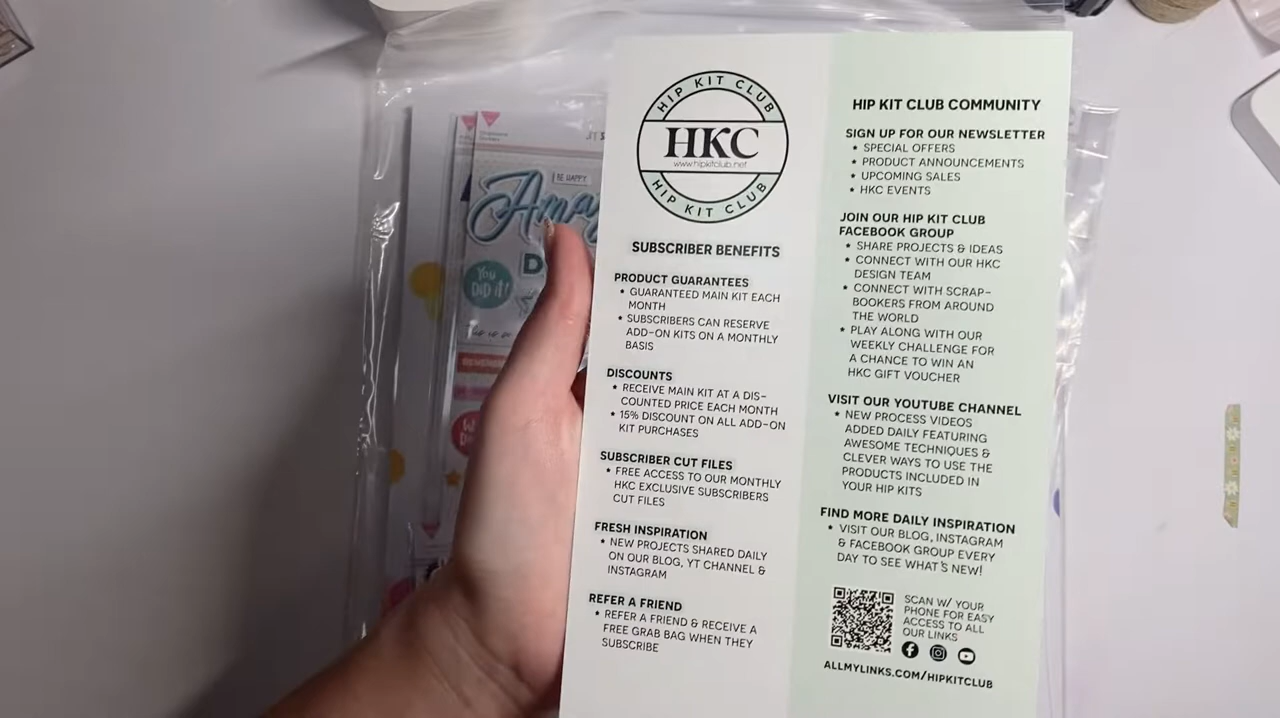 HIP KIT CLUB
HKC
www.hipkitclub.net
HIP KIT CLUB
SUBSCRIBER BENEFITS
PRODUCT GUARANTEES
* GUARANTEED MAIN KIT EACH
MONTH
* SUBSCRIBERS CAN RESERVE
ADD-ON KITS ON A MONTHLY
BASIS
DISCOUNTS
* RECEIVE MAIN KIT AT A DIS-
COUNTED PRICE EACH MONTH
* 15% DISCOUNT ON ALL ADD-ON
KIT PURCHASES
SUBSCRIBER CUT FILES
* FREE ACCESS TO OUR MONTHLY
HKC EXCLUSIVE SUBSCRIBERS
CUT FILES
FRESH INSPIRATION
* NEW PROJECTS SHARED DAILY
ON OUR BLOG, YT CHANNEL &
INSTAGRAM
REFER A FRIEND
* REFER A FRIEND & RECEIVE A
FREE GRAB BAG WHEN THEY
SUBSCRIBE
HIP KIT CLUB COMMUNITY
SIGN UP FOR OUR NEWSLETTER
* SPECIAL OFFERS
* PRODUCT ANNOUNCEMENTS
* UPCOMING SALES
* HKC EVENTS
JOIN OUR HIP KIT CLUB
FACEBOOK GROUP
* SHARE PROJECTS & IDEAS
* CONNECT WITH OUR HKC
DESIGN TEAM
* CONNECT WITH SCRAP-
BOOKERS FROM AROUND
THE WORLD
* PLAY ALONG WITH OUR
WEEKLY CHALLENGE FOR
A CHANCE TO WIN AN
HKC GIFT VOUCHER
VISIT OUR YOUTUBE CHANNEL
* NEW PROCESS VIDEOS
ADDED DAILY FEATURING
AWESOME TECHNIQUES &
CLEVER WAYS TO USE THE
PRODUCTS INCLUDED IN
YOUR HIP KITS
FIND MORE DAILY INSPIRATION
* VISIT OUR BLOG, INSTAGRAM
& FACEBOOK GROUP EVERY
DAY TO SEE WHAT'S NEW!
SCAN W/ YOUR
PHONE FOR EASY
ACCESS TO ALL
OUR LINKS
ALLMYLINKS.COM/HIPKITCLUB
BE HAPPY
Ama
You
DID it!